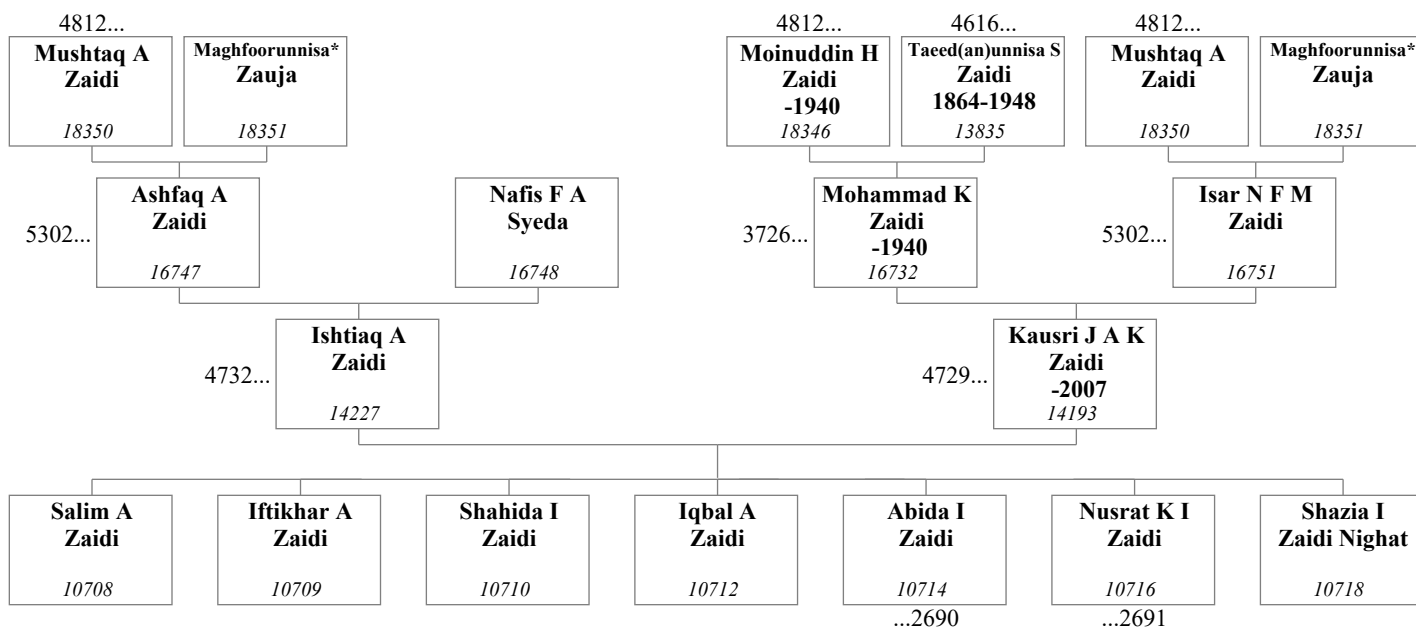 4812...
4812...
4616...
4812...
Mushtaq A
Zaidi
18350
Maghfoorunnisa*
Zauja
18351
Moinuddin H
Zaidi
-1940
18346
Taeed(an)unnisa S
Zaidi
1864-1948
13835
Mushtaq A
Zaidi
18350
Maghfoorunnisa*
Zauja
18351
5302...
Ashfaq A
Zaidi
16747
Nafis F A
Syeda
16748
3726...
Mohammad K
Zaidi
-1940
16732
5302...
Isar N F M
Zaidi
16751
4732...
Ishtiaq A
Zaidi
14227
4729...
Kausri J A K
Zaidi
-2007
14193
Salim A
Zaidi
10708
Iftikhar A
Zaidi
10709
Shahida I
Zaidi
10710
Iqbal A
Zaidi
10712
Abida I
Zaidi
10714
...2690
Nusrat K I
Zaidi
10716
...2691
Shazia I
Zaidi Nighat
10718